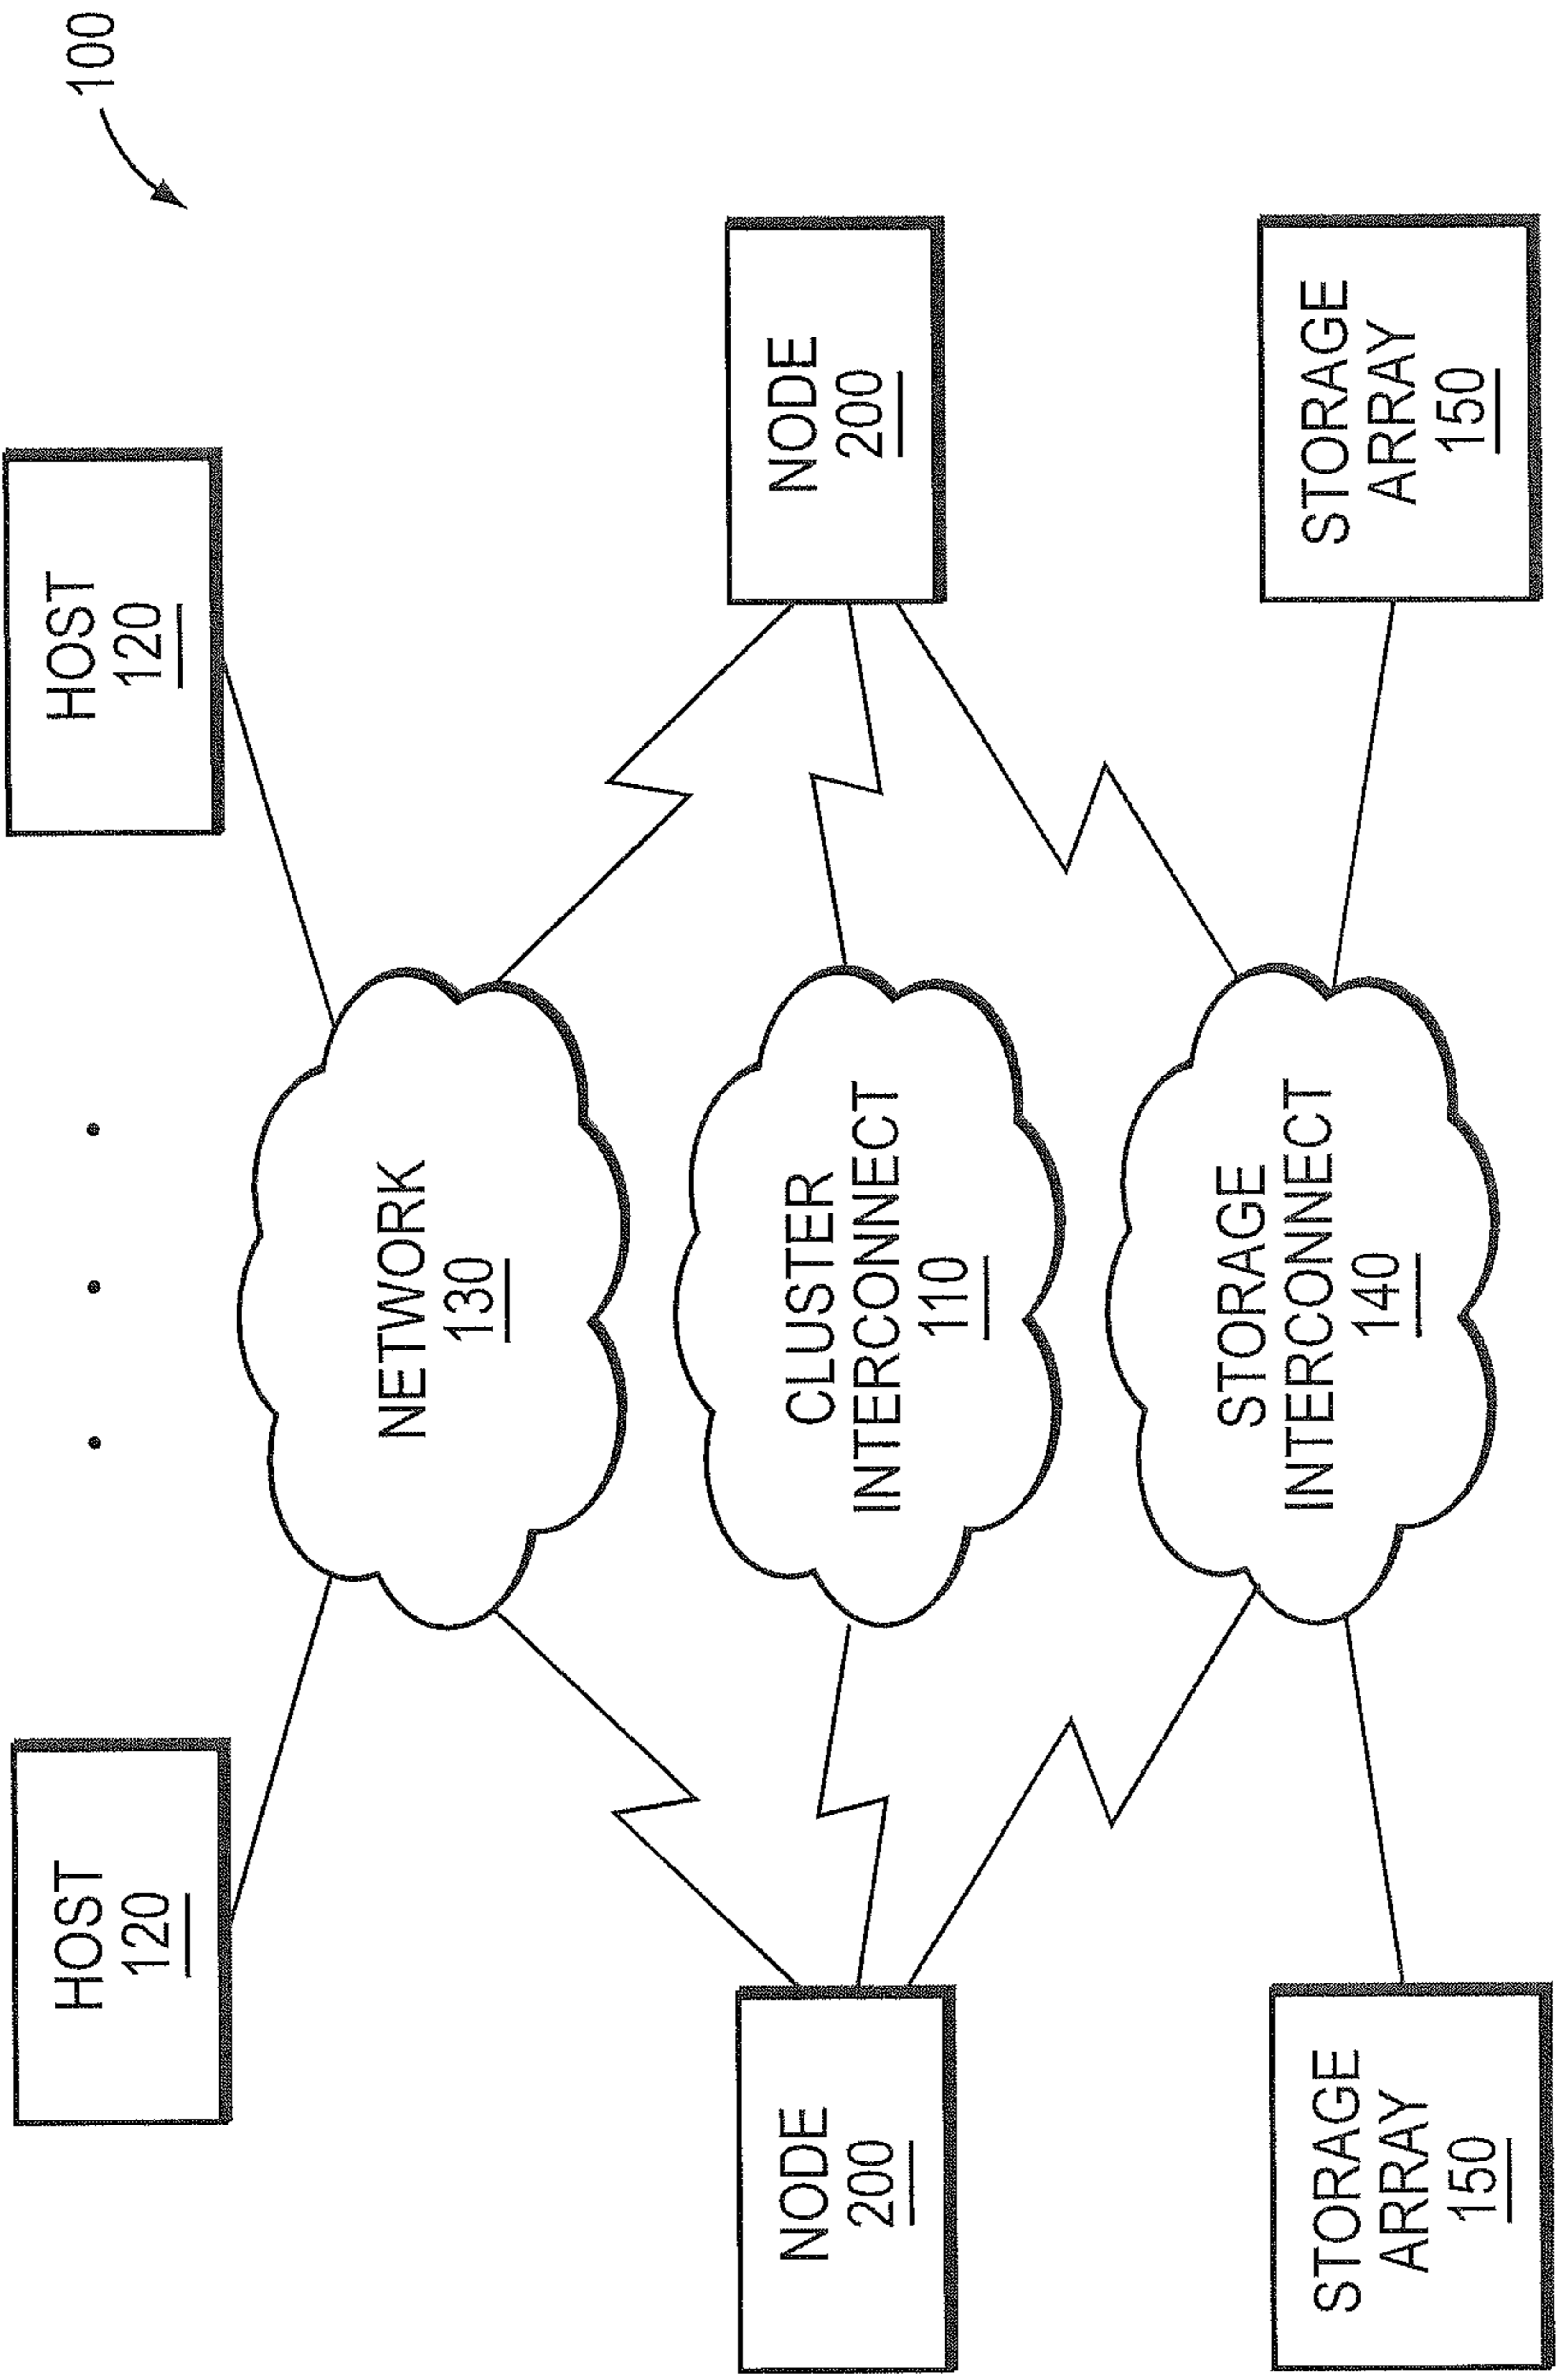 100
HOST
120
HOST
120
NETWORK
130
NODE
200
CLUSTER
INTERCONNECT
110
NODE
200
STORAGE
ARRAY
150
STORAGE
INTERCONNECT
140
STORAGE
ARRAY
150